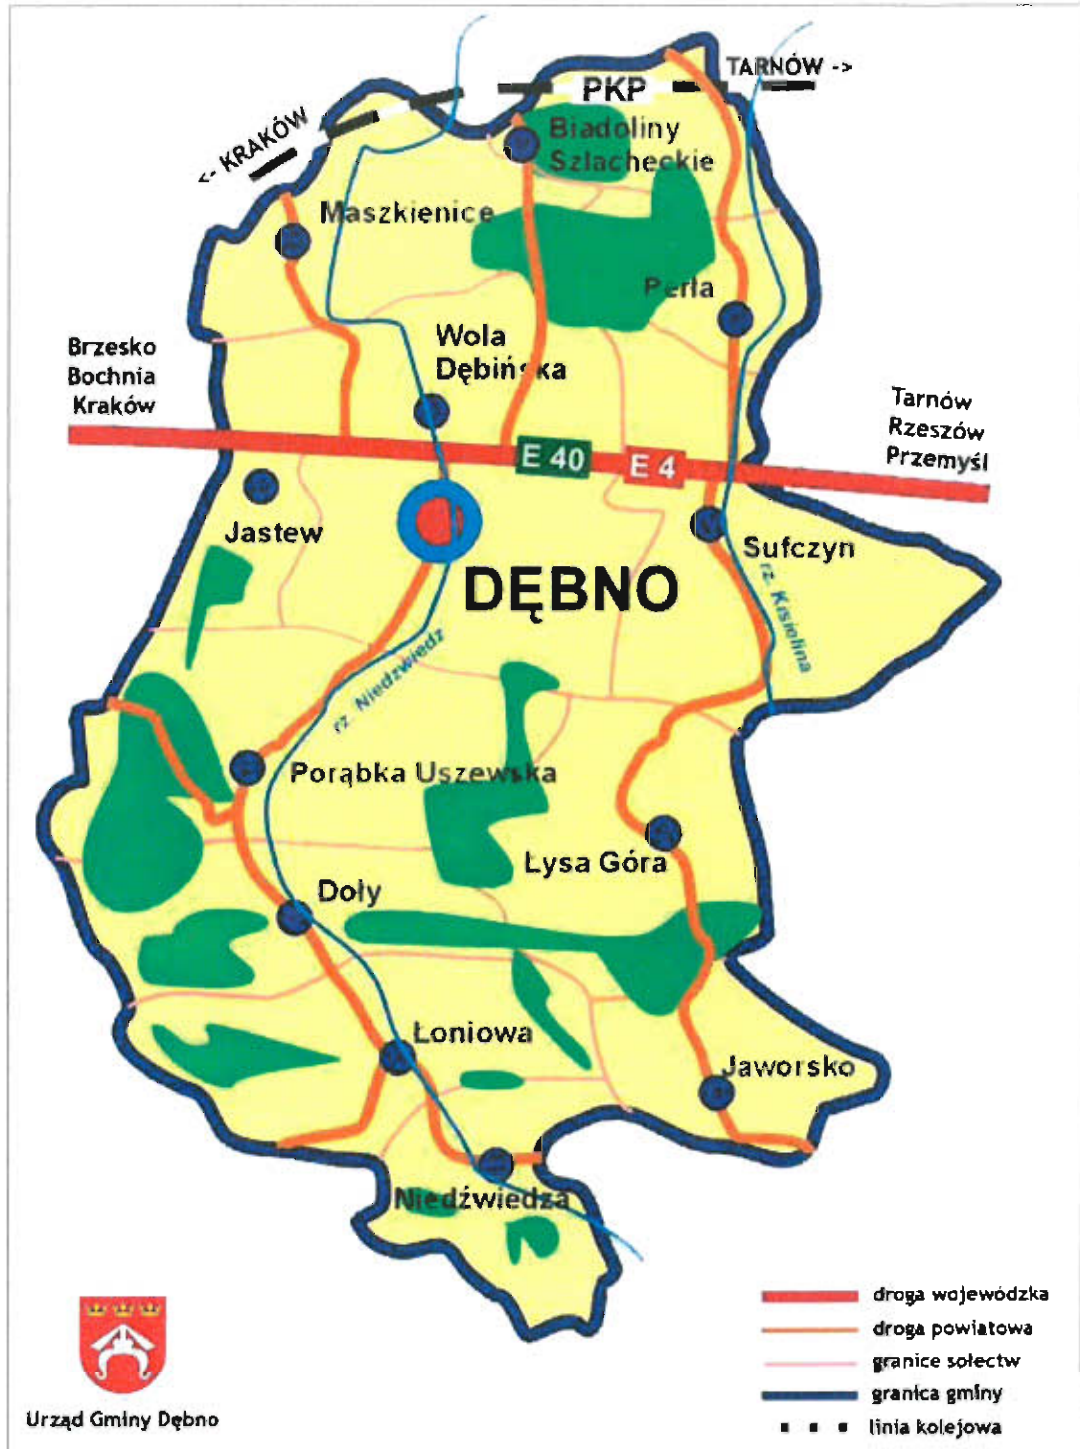 TARNÓW ->
PKP
<- KRAKÓW
Biadoliny
Szlacheckie
Maszkienice
Perła
Wola
Dębińska
Brzesko
Bochnia
Kraków
Tarnów
Rzeszów
Przemyśl
E 40
E 4
Jastew
Sufczyn
DĘBNO
rz. Kisielina
rz. Niedźwiedz
Porąbka Uszewska
Łysa Góra
Doły
Łoniowa
Jaworsko
Niedźwiedza
droga wojewódzka
droga powiatowa
granice sołectw
granica gminy
linia kolejowa
Urząd Gminy Dębno